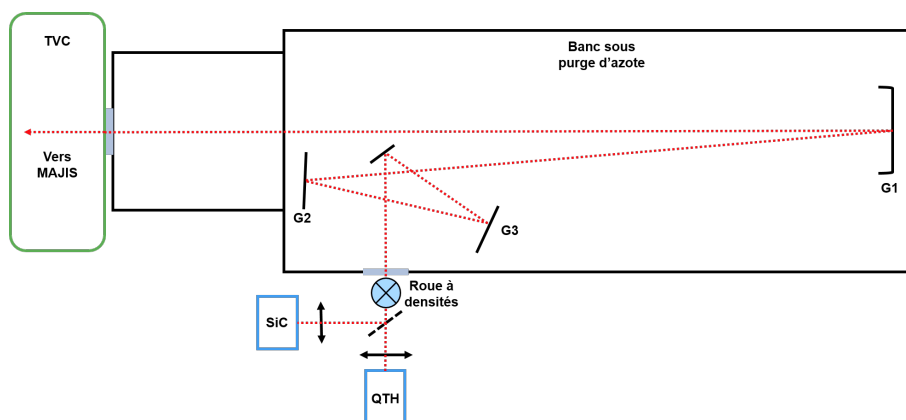 TVC
Banc sous
purge d'azote
Vers
MAJIS
G1
G2
G3
Roue à
densités
SiC
QTH